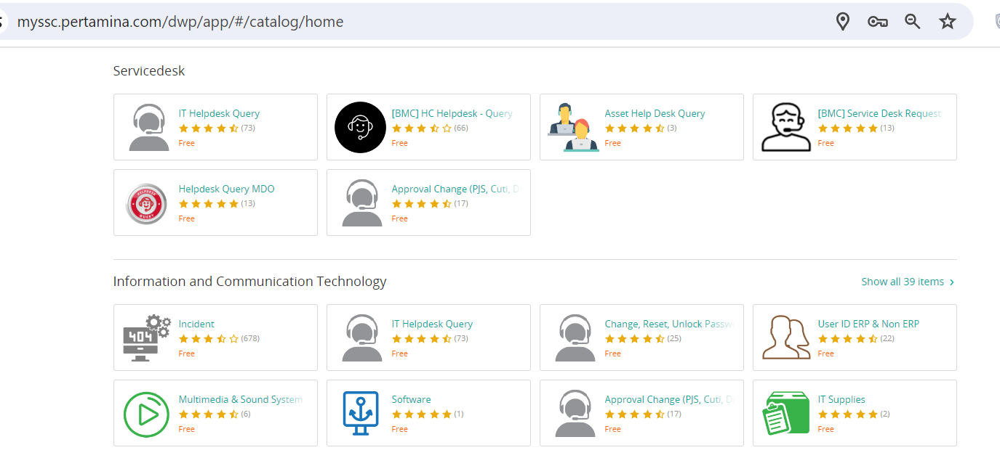 myssc.pertamina.com/dwp/app/#/catalog/home
Servicedesk
IT Helpdesk Query
(73)
Free
[BMC] HC Helpdesk - Query
(66)
Free
Asset Help Desk Query
(3)
Free
[BMC] Service Desk Request
(13)
Free
HELPDESK
QUERY
Helpdesk Query MDO
(13)
Free
Approval Change (PJS, Cuti, D
(17)
Free
Information and Communication Technology
Show all 39 items
404
Incident
(678)
Free
IT Helpdesk Query
(73)
Free
Change, Reset, Unlock Passw
(25)
Free
User ID ERP & Non ERP
(22)
Free
Multimedia & Sound System
(6)
Free
Software
(1)
Free
Approval Change (PJS, Cuti, D
(17)
Free
IT Supplies
(2)
Free